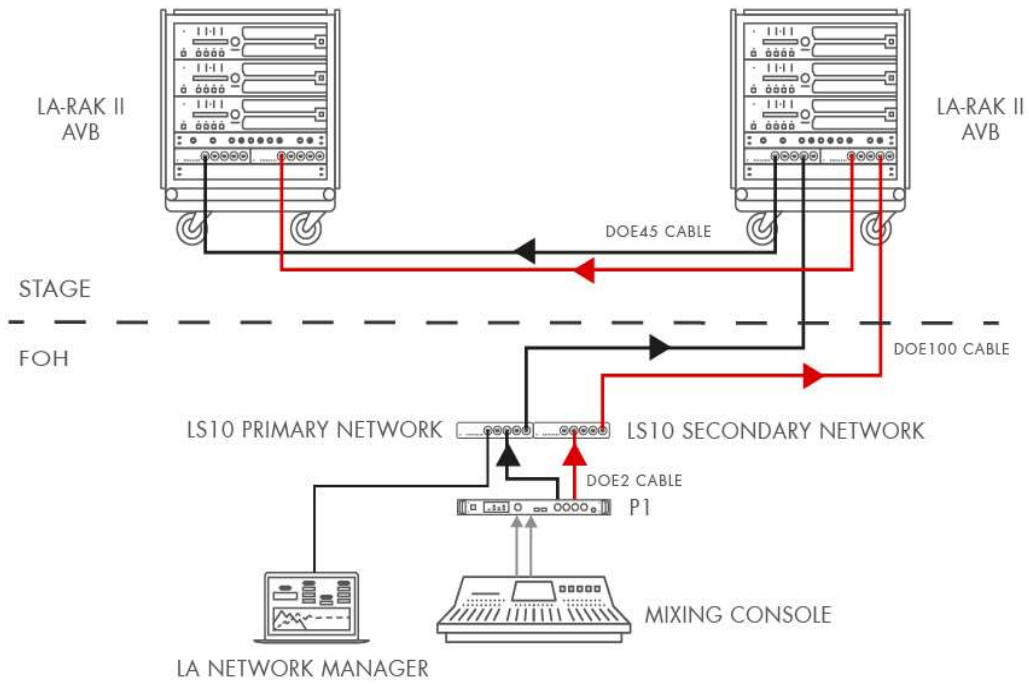 LA-RAK II
AVB
LA-RAK II
AVB
DOE45 CABLE
STAGE
FOH
DOE100 CABLE
LS10 PRIMARY NETWORK
LS10 SECONDARY NETWORK
DOE2 CABLE
P1
MIXING CONSOLE
LA NETWORK MANAGER